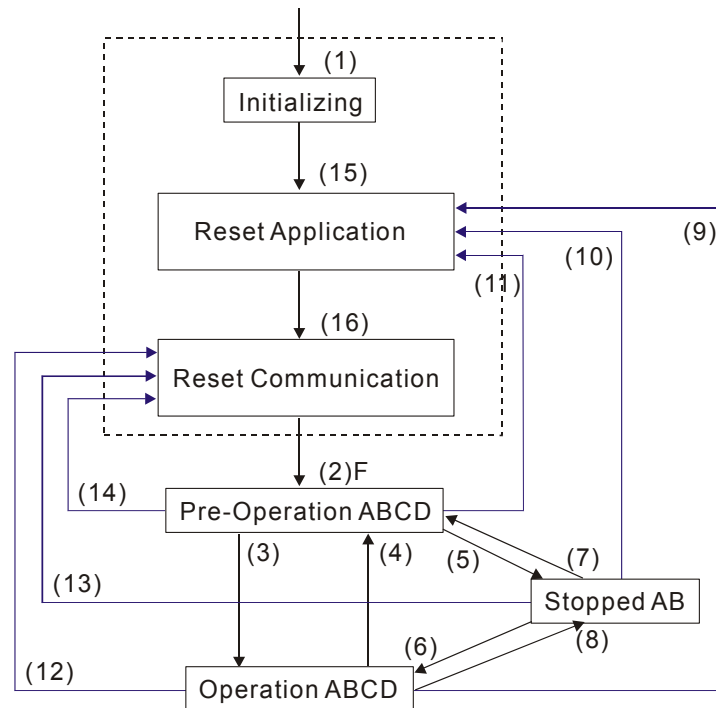 (1)
Initializing
(15)
Reset Application
(9)
(10)
(11)
(16)
Reset Communication
(2)F
(14)
Pre-Operation ABCD
(3)
(4)
(5)
(7)
(13)
Stopped AB
(6)
(8)
(12)
Operation ABCD